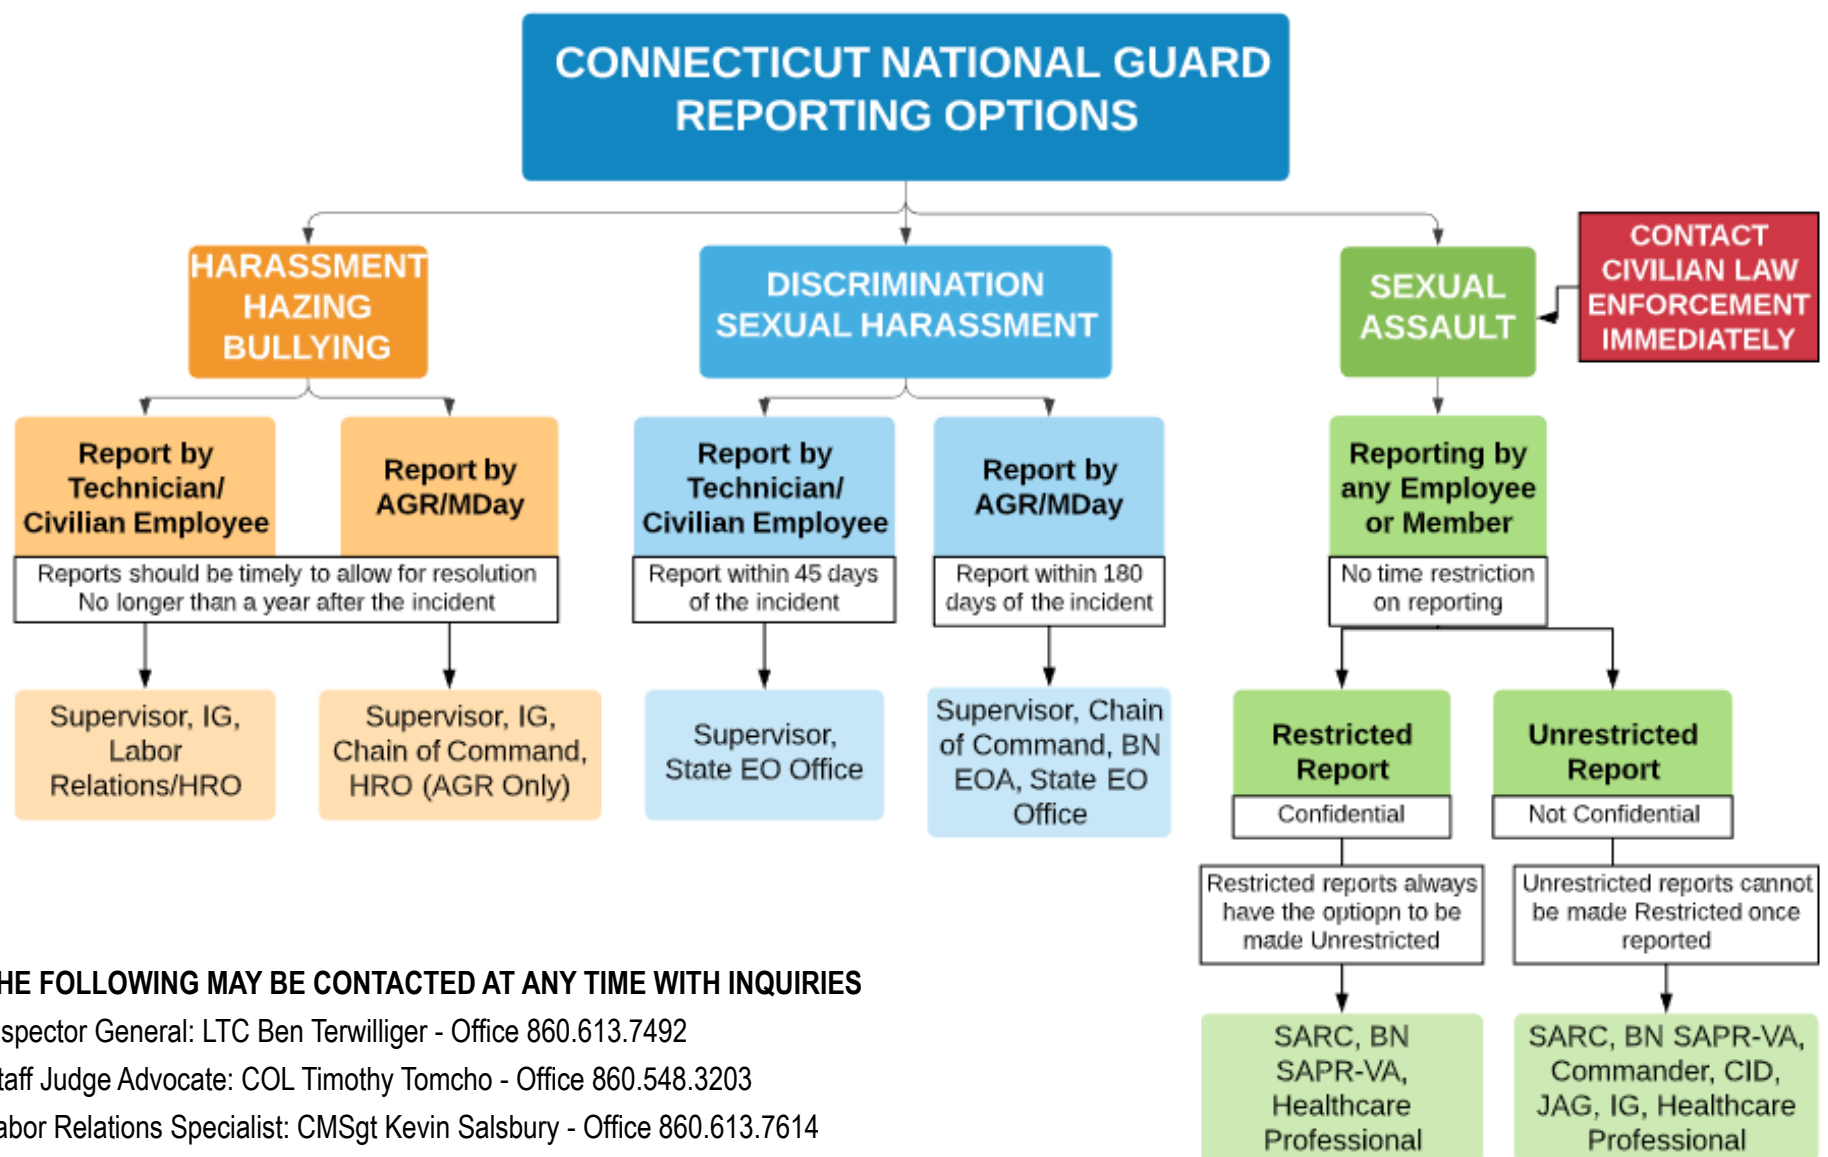 CONNECTICUT NATIONAL GUARD
REPORTING OPTIONS
HARASSMENT
HAZING
BULLYING
DISCRIMINATION
SEXUAL HARASSMENT
SEXUAL
ASSAULT
CONTACT
CIVILIAN LAW
ENFORCEMENT
IMMEDIATELY
Report by
Technician/
Civilian Employee
Report by
AGR/MDay
Reports should be timely to allow for resolution
No longer than a year after the incident
Supervisor, IG,
Labor
Relations/HRO
Supervisor, IG,
Chain of Command,
HRO (AGR Only)
Report by
Technician/
Civilian Employee
Report within 45 days
of the incident
Supervisor,
State EO Office
Report by
AGR/MDay
Report within 180
days of the incident
Supervisor, Chain
of Command, BN
EOA, State EO
Office
Reporting by
any Employee
or Member
No time restriction
on reporting
Restricted
Report
Confidential
Restricted reports always
have the optiopn to be
made Unrestricted
SARC, BN
SAPR-VA,
Healthcare
Professional
Unrestricted
Report
Not Confidential
Unrestricted reports cannot
be made Restricted once
reported
SARC, BN SAPR-VA,
Commander, CID,
JAG, IG, Healthcare
Professional
HE FOLLOWING MAY BE CONTACTED AT ANY TIME WITH INQUIRIES
spector General: LTC Ben Terwilliger - Office 860.613.7492
taff Judge Advocate: COL Timothy Tomcho - Office 860.548.3203
abor Relations Specialist: CMSgt Kevin Salsbury - Office 860.613.7614